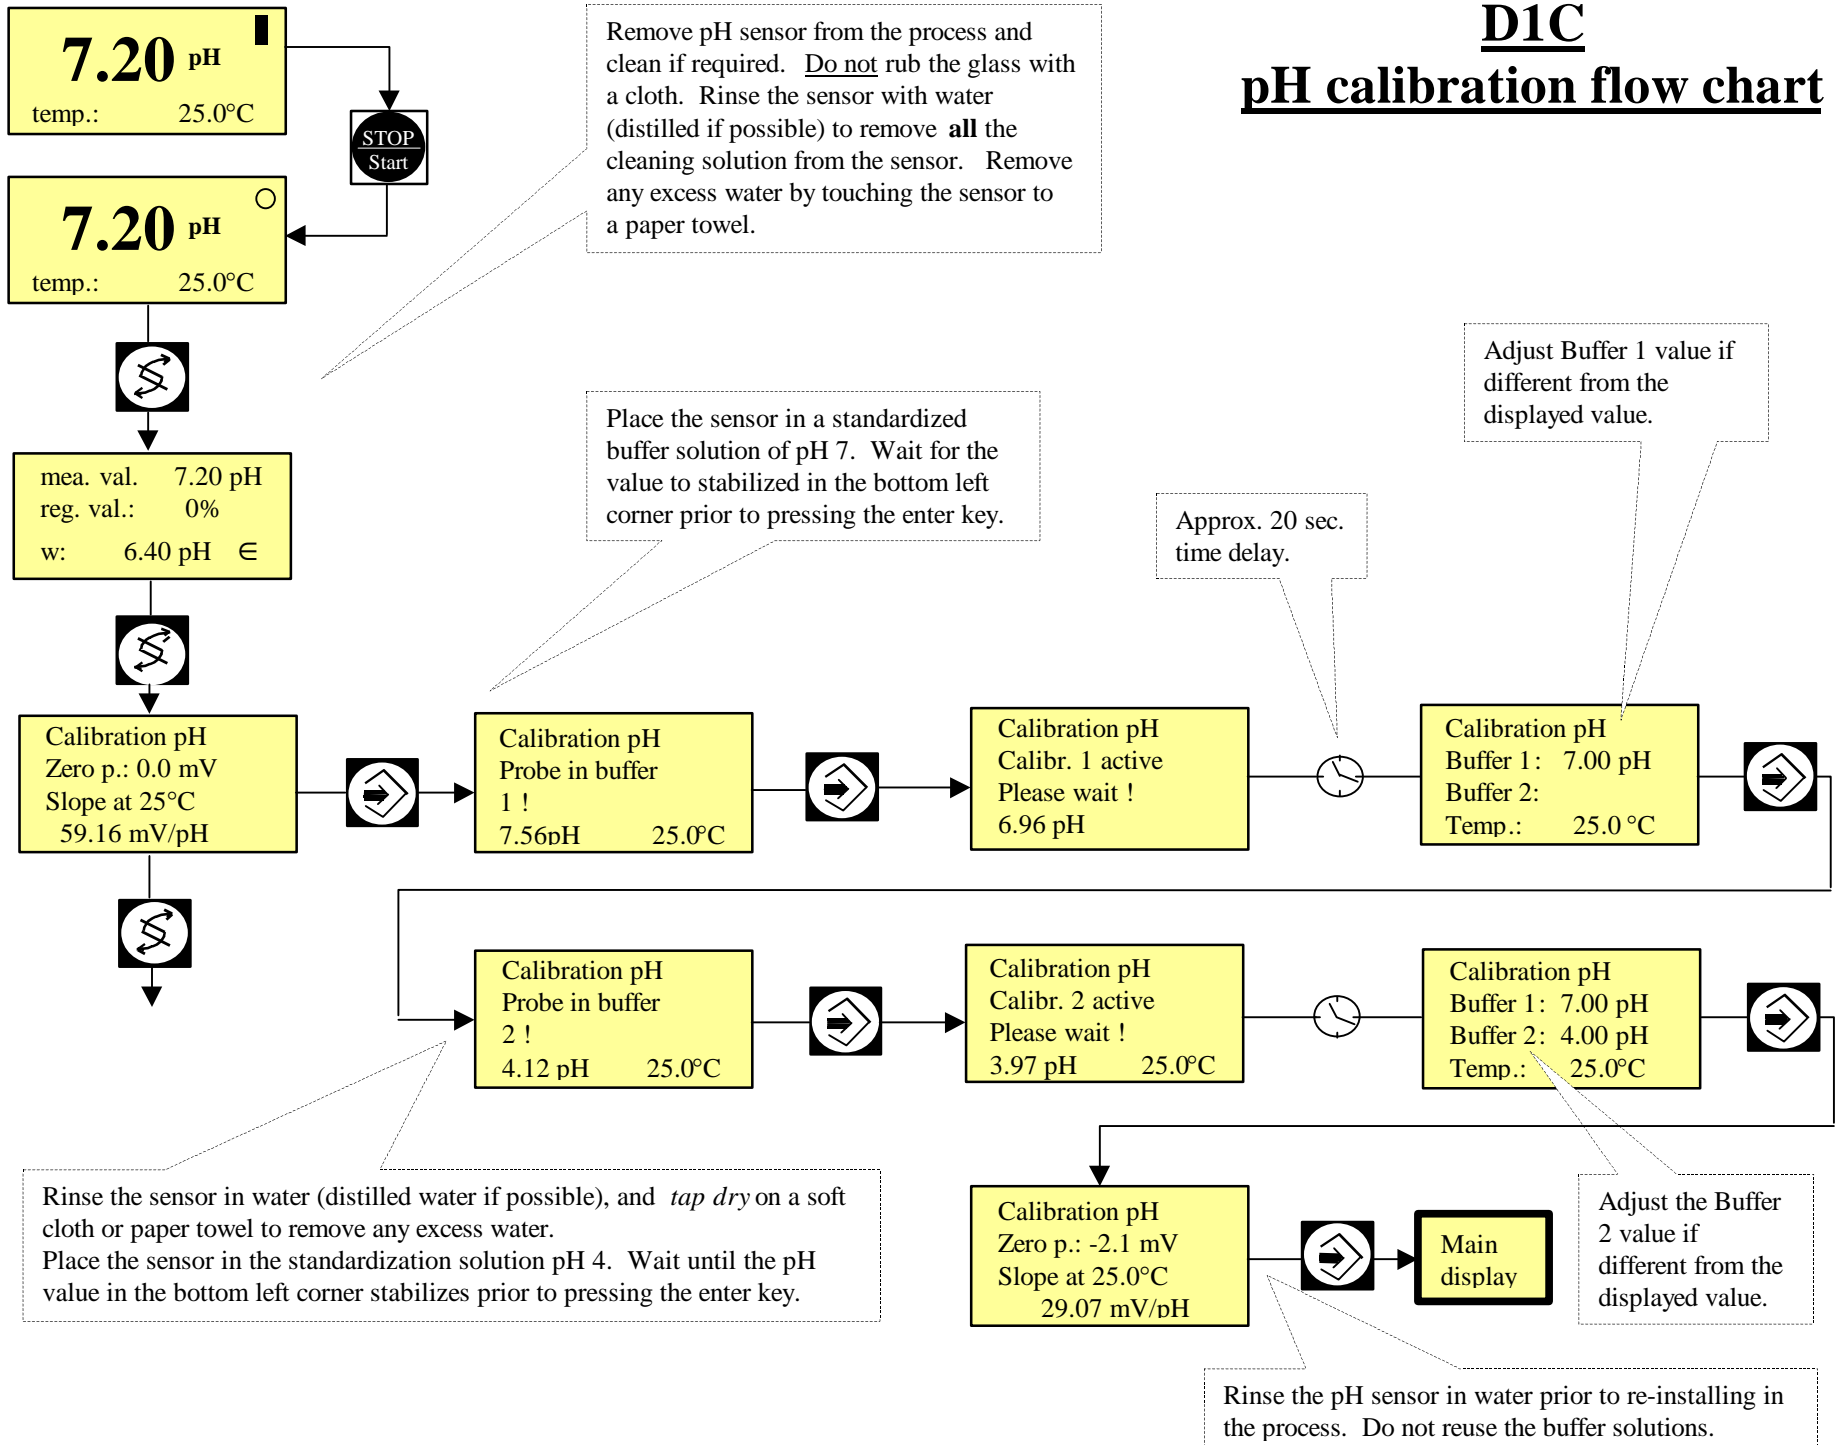 D1C
pH calibration flow chart
7.20 pH
temp.: 25.0°C
STOP
Start
7.20 pH
temp.: 25.0°C
Remove pH sensor from the process and
clean if required. Do not rub the glass with
a cloth. Rinse the sensor with water
(distilled if possible) to remove all the
cleaning solution from the sensor. Remove
any excess water by touching the sensor to
a paper towel.
mea. val. 7.20 pH
reg. val.: 0%
w: 6.40 pH ∈
Place the sensor in a standardized
buffer solution of pH 7. Wait for the
value to stabilized in the bottom left
corner prior to pressing the enter key.
Approx. 20 sec.
time delay.
Adjust Buffer 1 value if
different from the
displayed value.
Calibration pH
Zero p.: 0.0 mV
Slope at 25°C
59.16 mV/pH
Calibration pH
Probe in buffer
1 !
7.56pH 25.0°C
Calibration pH
Calibr. 1 active
Please wait !
6.96 pH
Calibration pH
Buffer 1: 7.00 pH
Buffer 2:
Temp.: 25.0 °C
Calibration pH
Probe in buffer
2 !
4.12 pH 25.0°C
Calibration pH
Calibr. 2 active
Please wait !
3.97 pH 25.0°C
Calibration pH
Buffer 1: 7.00 pH
Buffer 2: 4.00 pH
Temp.: 25.0°C
Rinse the sensor in water (distilled water if possible), and tap dry on a soft
cloth or paper towel to remove any excess water.
Place the sensor in the standardization solution pH 4. Wait until the pH
value in the bottom left corner stabilizes prior to pressing the enter key.
Calibration pH
Zero p.: -2.1 mV
Slope at 25.0°C
29.07 mV/pH
Main
display
Adjust the Buffer
2 value if
different from the
displayed value.
Rinse the pH sensor in water prior to re-installing in
the process. Do not reuse the buffer solutions.